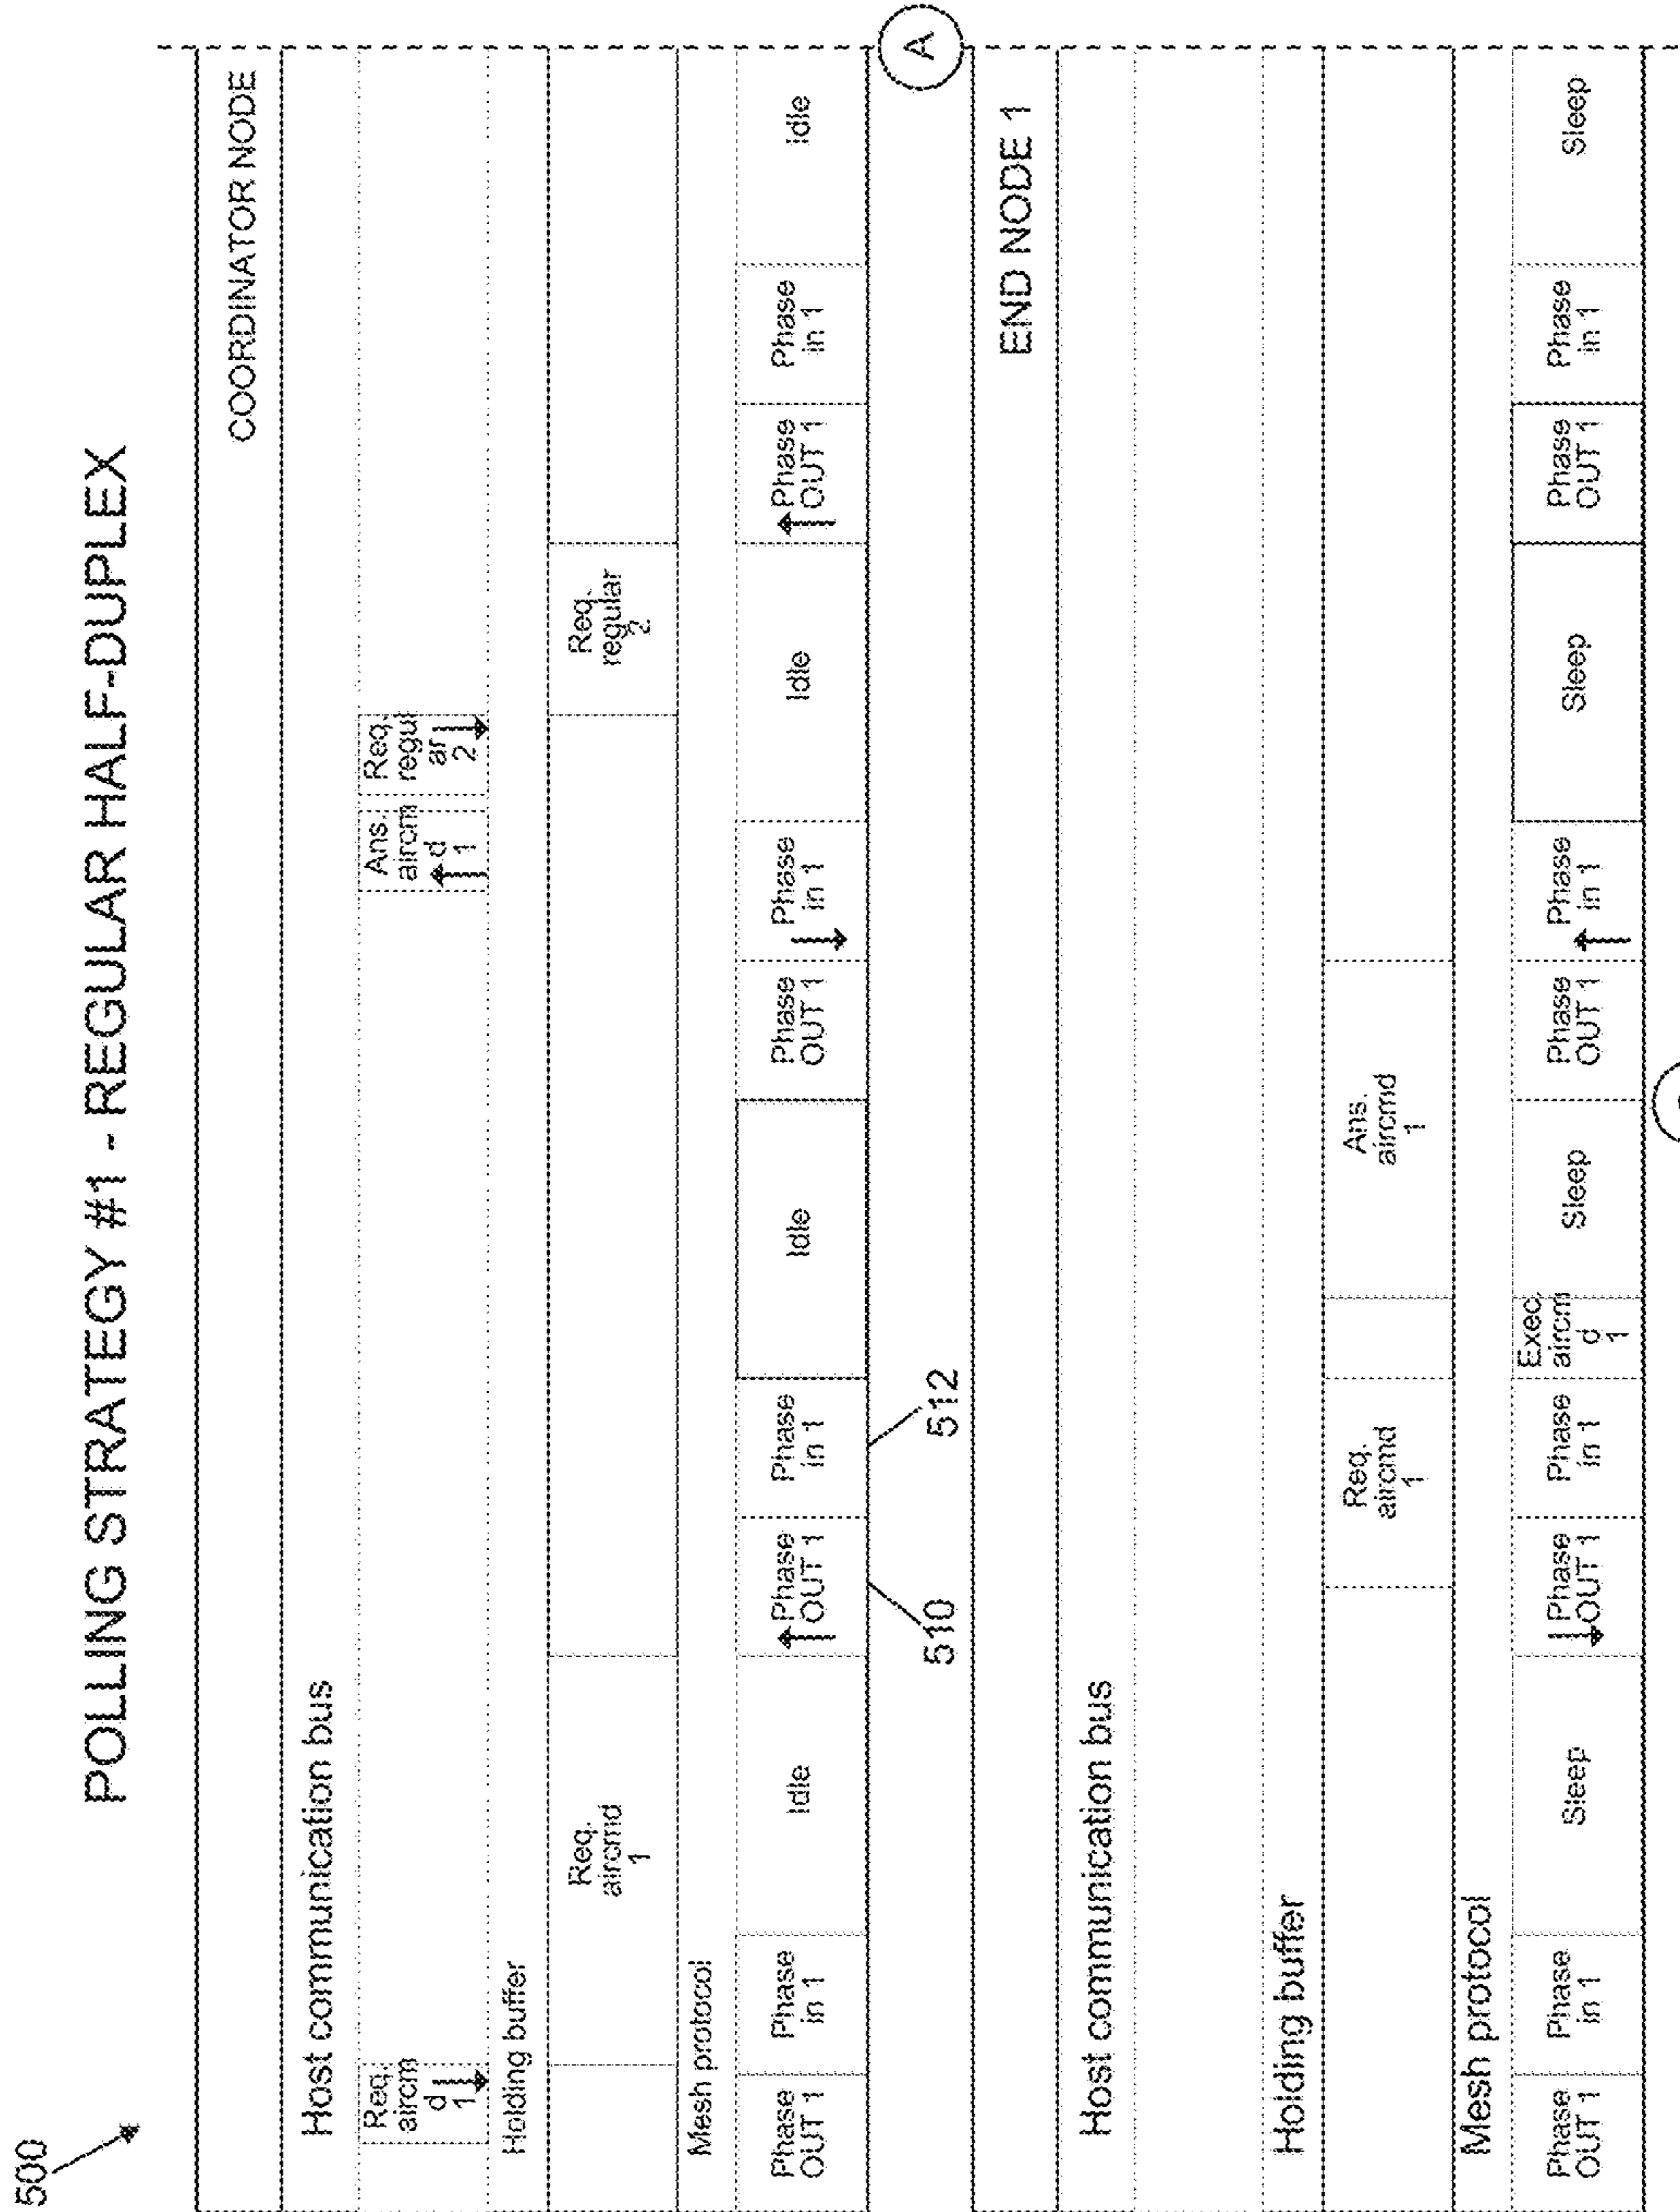 500
POLLING STRATEGY #1 - REGULAR HALF-DUPLEX
COORDINATOR NODE
Host communication bus
Req.
aircm
d
1
Ans.
aircm
d
1
Req.
regul
ar
2
Holding buffer
Req.
aircmd
1
Req.
regular
2
Mesh protocol
Phase
OUT 1
Phase
in 1
Idle
Phase
OUT 1
Phase
in 1
Idle
Phase
OUT 1
Phase
in 1
Idle
Phase
OUT 1
Phase
in 1
Idle
510
512
A
END NODE 1
Host communication bus
Holding buffer
Req.
aircmd
1
Ans.
aircmd
1
Mesh protocol
Phase
OUT 1
Phase
in 1
Sleep
Phase
OUT 1
Phase
in 1
Exec.
aircm
d
1
Sleep
Phase
OUT 1
Phase
in 1
Sleep
Phase
OUT 1
Phase
in 1
Sleep